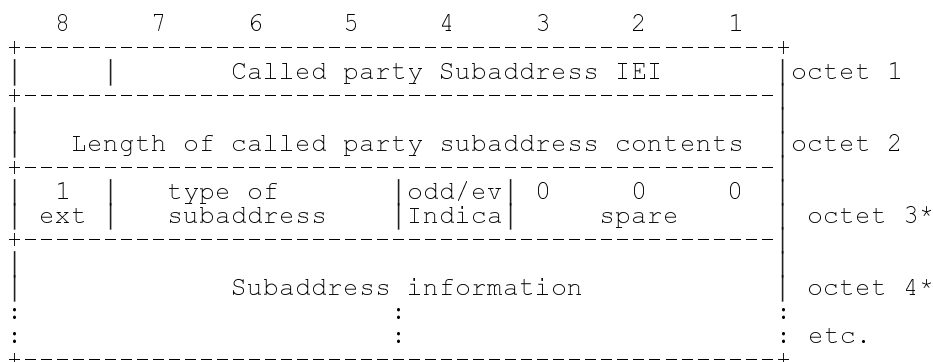 8 7 6 5 4 3 2 1
Called party Subaddress IEI octet 1
Length of called party subaddress contents octet 2
1 type of odd/ev 0 0 0
ext subaddress Indica spare octet 3*
Subaddress information octet 4*
: : :
: : : etc.